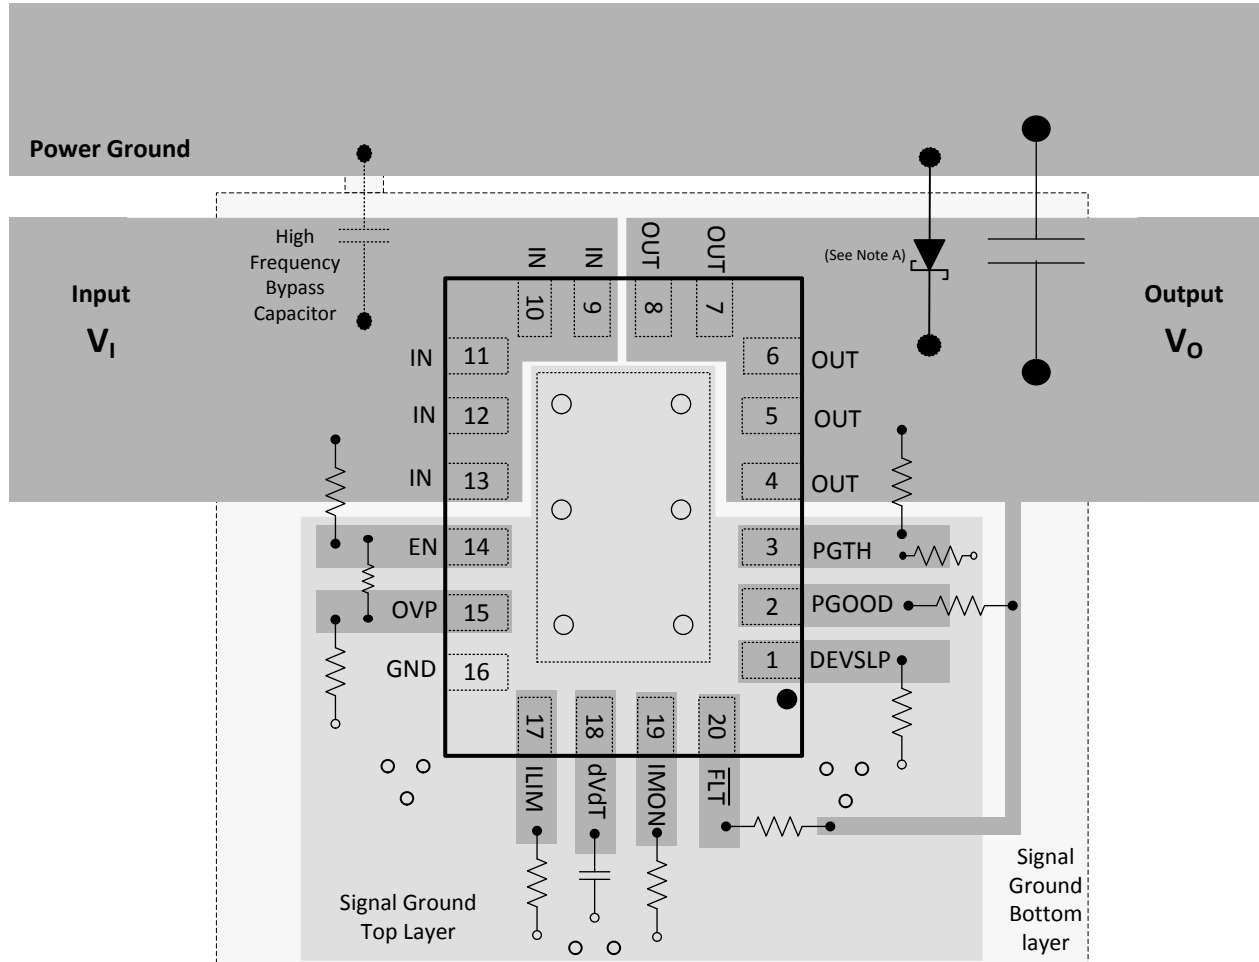 Power Ground
High
Frequency
Bypass
Capacitor
Input
VI
IN
IN
OUT
OUT
10
9
8
7
(See Note A)
Output
VO
IN
11
6
OUT
IN
12
5
OUT
IN
13
4
OUT
EN
14
3
PGTH
OVP
15
2
PGOOD
GND
16
1
DEVSLP
17
18
19
20
ILIM
dVdT
IMON
FLT
Signal Ground
Top Layer
Signal
Ground
Bottom
layer